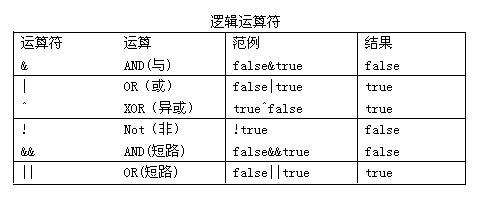 逻辑运算符
运算符 运算 范例 结果
& AND(与) false&true false
| OR（或） false|true true
^ XOR（异或） true^false true
! Not（非） !true false
&& AND(短路) false&&true false
|| OR(短路) false||true true